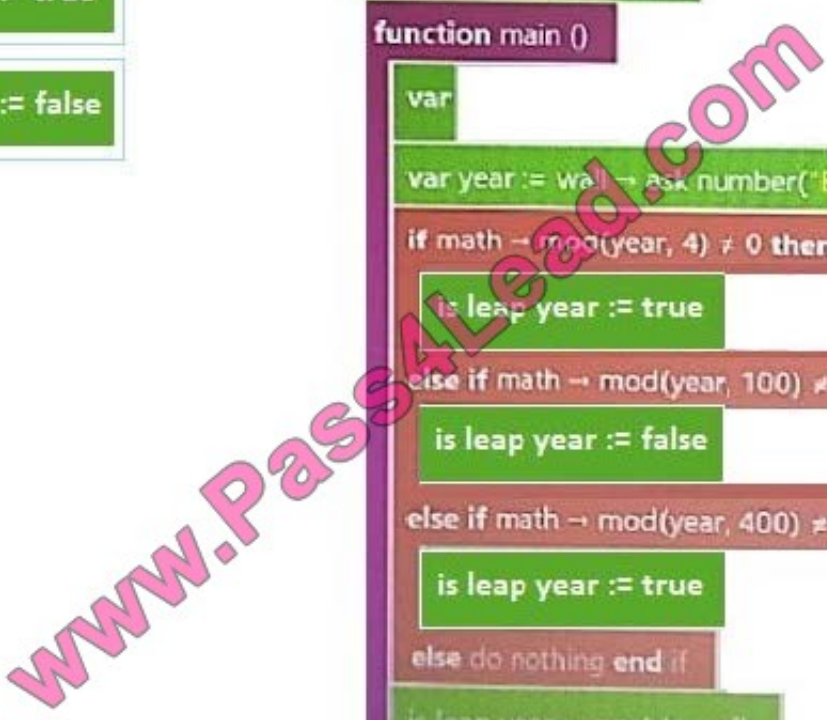 := false
function main ()
var
var year := wall → ask number("
if math → mod(year, 4) ≠ 0 then
is leap year := true
else if math → mod(year, 100) ≠
is leap year := false
else if math → mod(year, 400) ≠
is leap year := true
else do nothing end if
www.Pass4Lead.com